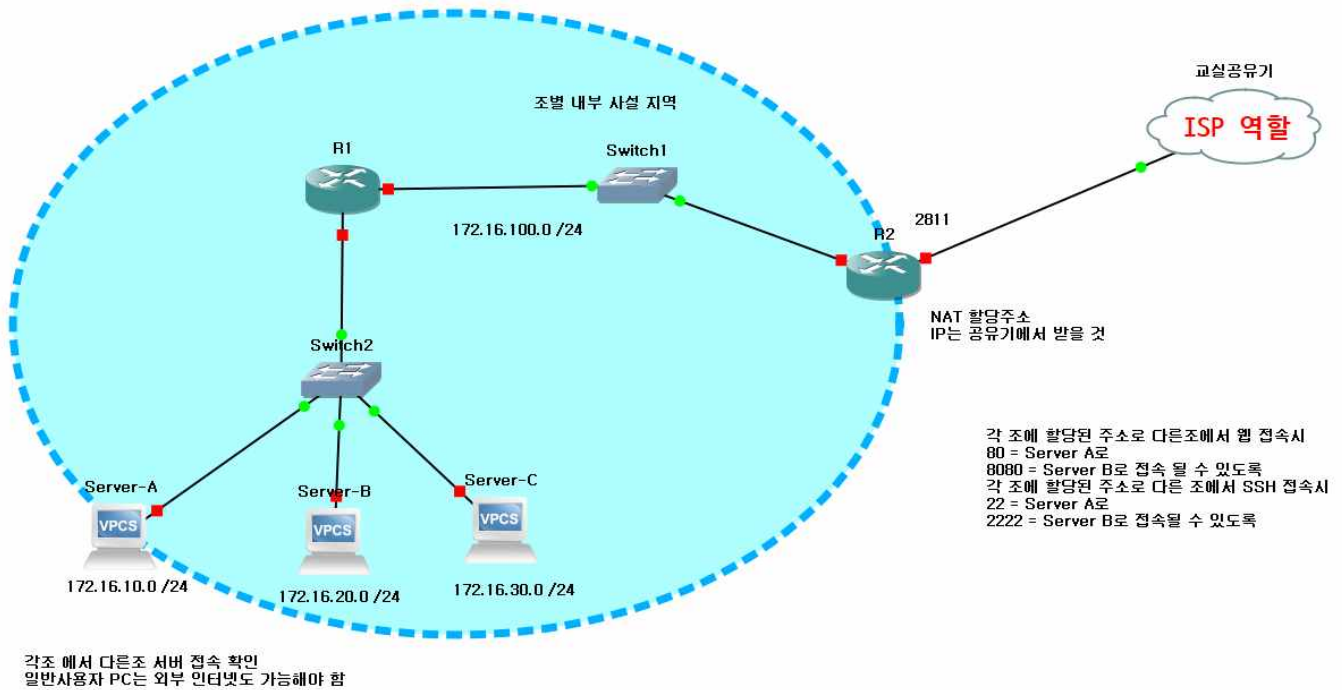 교실공유기
ISP 역할
조별 내부 사설 지역
R1
Switch1
172.16.100.0 /24
2811
R2
NAT 할당주소
IP는 공유기에서 받을 것
Switch2
각 조에 할당된 주소로 다른조에서 웹 접속시
80 = Server A로
8080 = Server B로 접속 될 수 있도록
각 조에 할당된 주소로 다른 조에서 SSH 접속시
22 = Server A로
2222 = Server B로 접속될 수 있도록
Server-A
Server-B
Server-C
VPCS
VPCS
VPCS
172.16.10.0 /24
172.16.20.0 /24
172.16.30.0 /24
각조 에서 다른조 서버 접속 확인
일반사용자 PC는 외부 인터넷도 가능해야 함